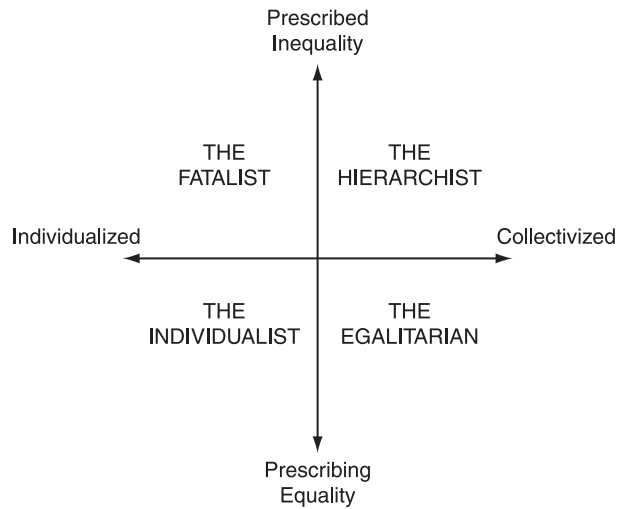 Prescribed
Inequality
THE
FATALIST
THE
HIERARCHIST
Individualized
Collectivized
THE
INDIVIDUALIST
THE
EGALITARIAN
Prescribing
Equality